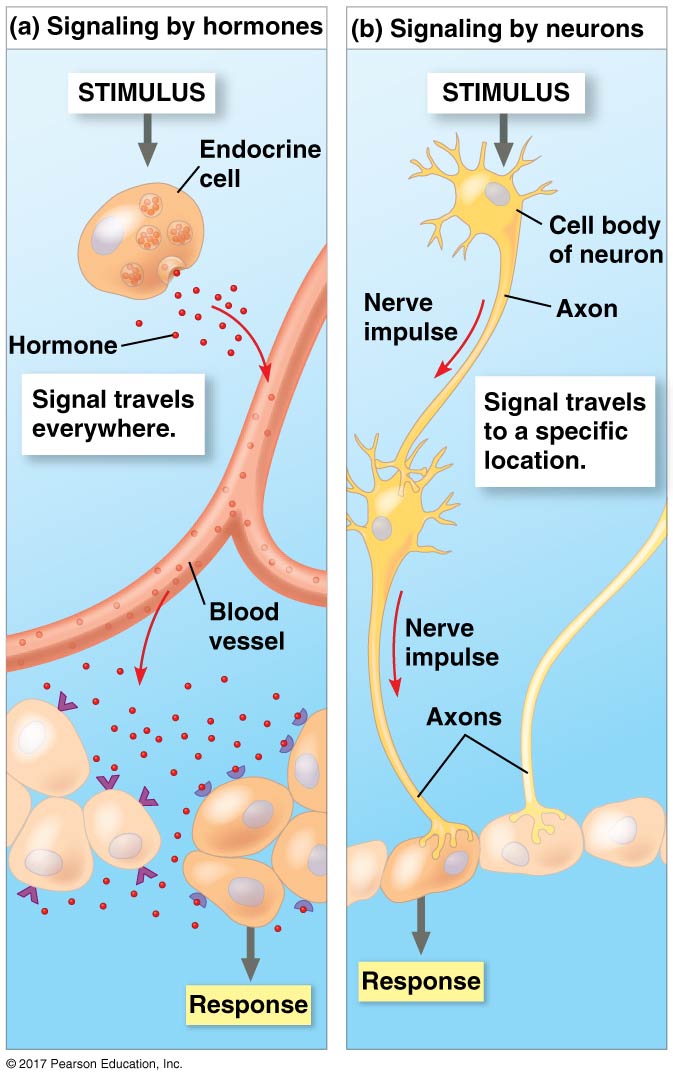 (a) Signaling by hormones
STIMULUS
Endocrine
cell
Hormone
Signal travels
everywhere.
Blood
vessel
Response
(b) Signaling by neurons
STIMULUS
Cell body
of neuron
Nerve
impulse
Axon
Signal travels
to a specific
location.
Nerve
impulse
Axons
Response
© 2017 Pearson Education, Inc.